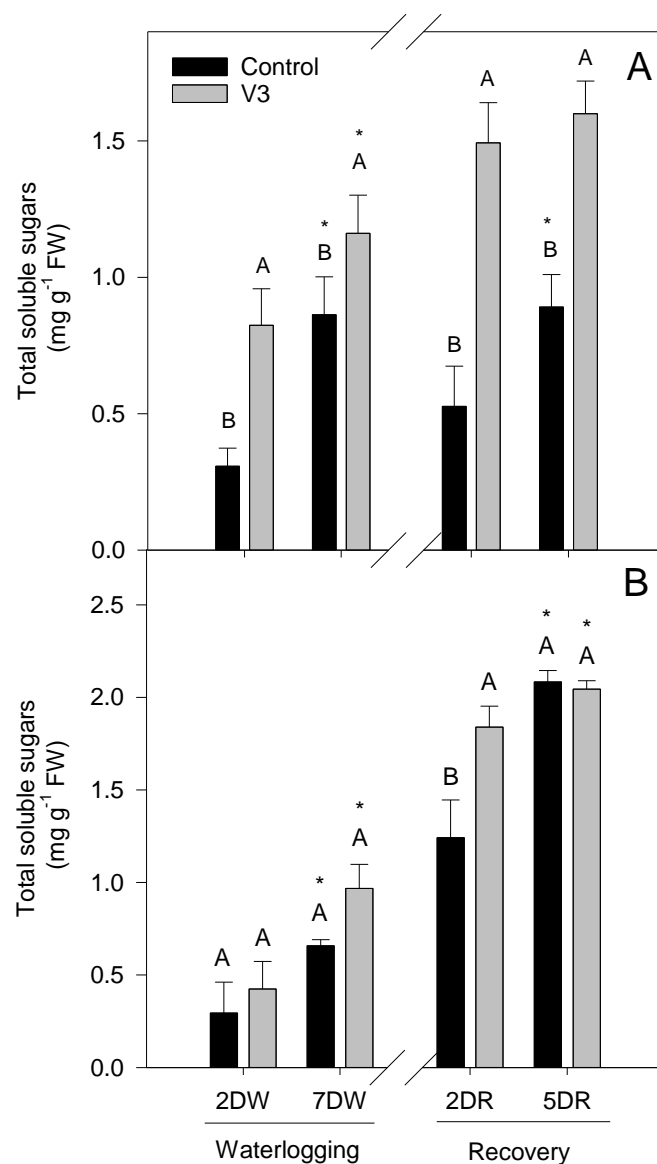 Control
V3
A
Total soluble sugars
(mg g-1 FW)
1.5
1.0
0.5
0.0
B
A
*
B
*
A
B
A
*
B
A
B
Total soluble sugars
(mg g-1 FW)
2.5
2.0
1.5
1.0
0.5
0.0
A
A
*
A
*
A
B
A
*
A
*
A
2DW 7DW 2DR 5DR
Waterlogging Recovery